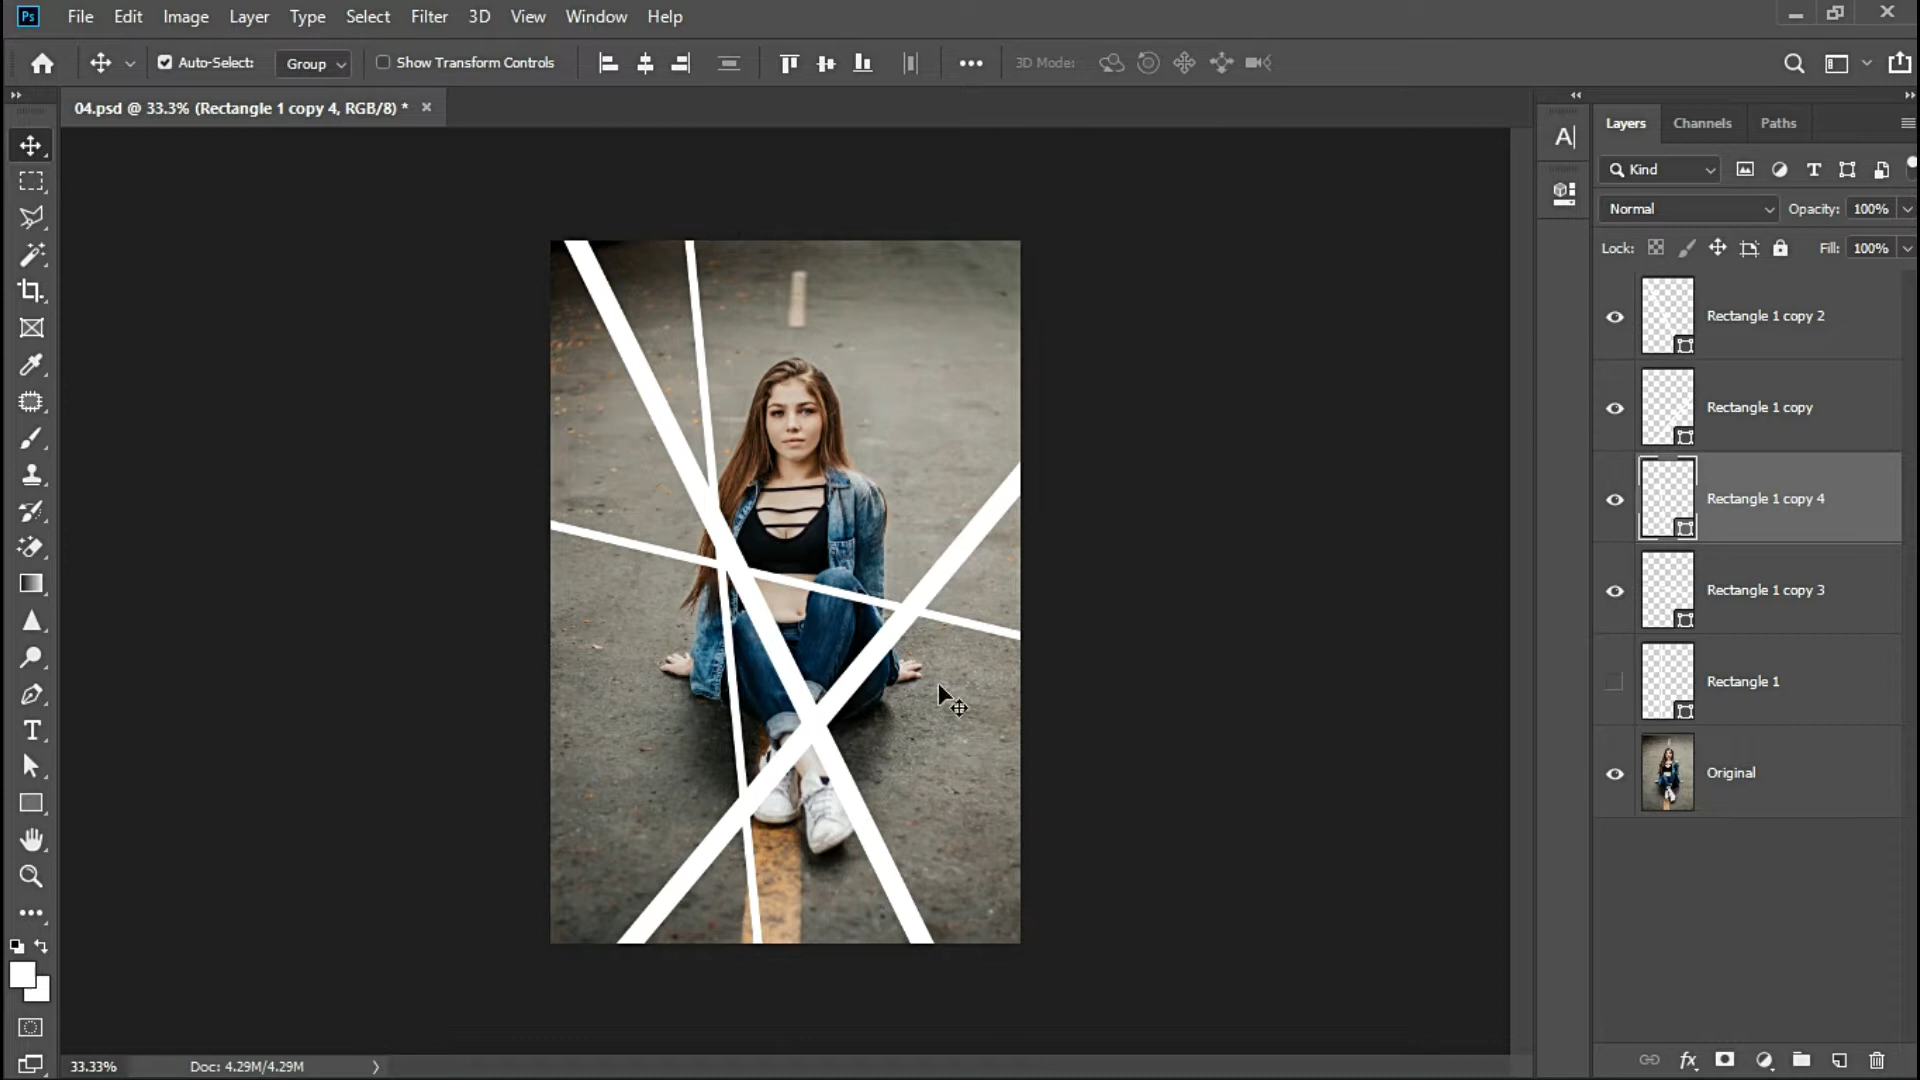 Ps File Edit Image Layer Type Select Filter 3D View Window Help
Auto-Select: Group Show Transform Controls 3D Mode:
04.psd @ 33.3% (Rectangle 1 copy 4, RGB/8) *
Layers Channels Paths
Kind
Normal Opacity: 100%
Lock: Fill: 100%
Rectangle 1 copy 2
Rectangle 1 copy
Rectangle 1 copy 4
Rectangle 1 copy 3
Rectangle 1
Original
33.33% Doc: 4.29M/4.29M